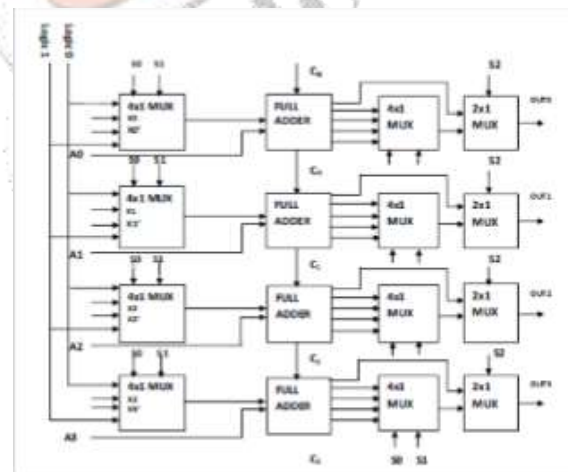 Logic 1
Logic 0
S0 S1
S2
4x1 MUX
FULL
ADDER
4x1
MUX
2x1
MUX
OUT0
A0
S0 S1
S2
4x1 MUX
FULL
ADDER
4x1
MUX
2x1
MUX
OUT1
A1
S0 S1
S2
4x1 MUX
FULL
ADDER
4x1
MUX
2x1
MUX
OUT2
A2
S0 S1
S2
4x1 MUX
FULL
ADDER
4x1
MUX
2x1
MUX
OUT3
A3
S0 S1